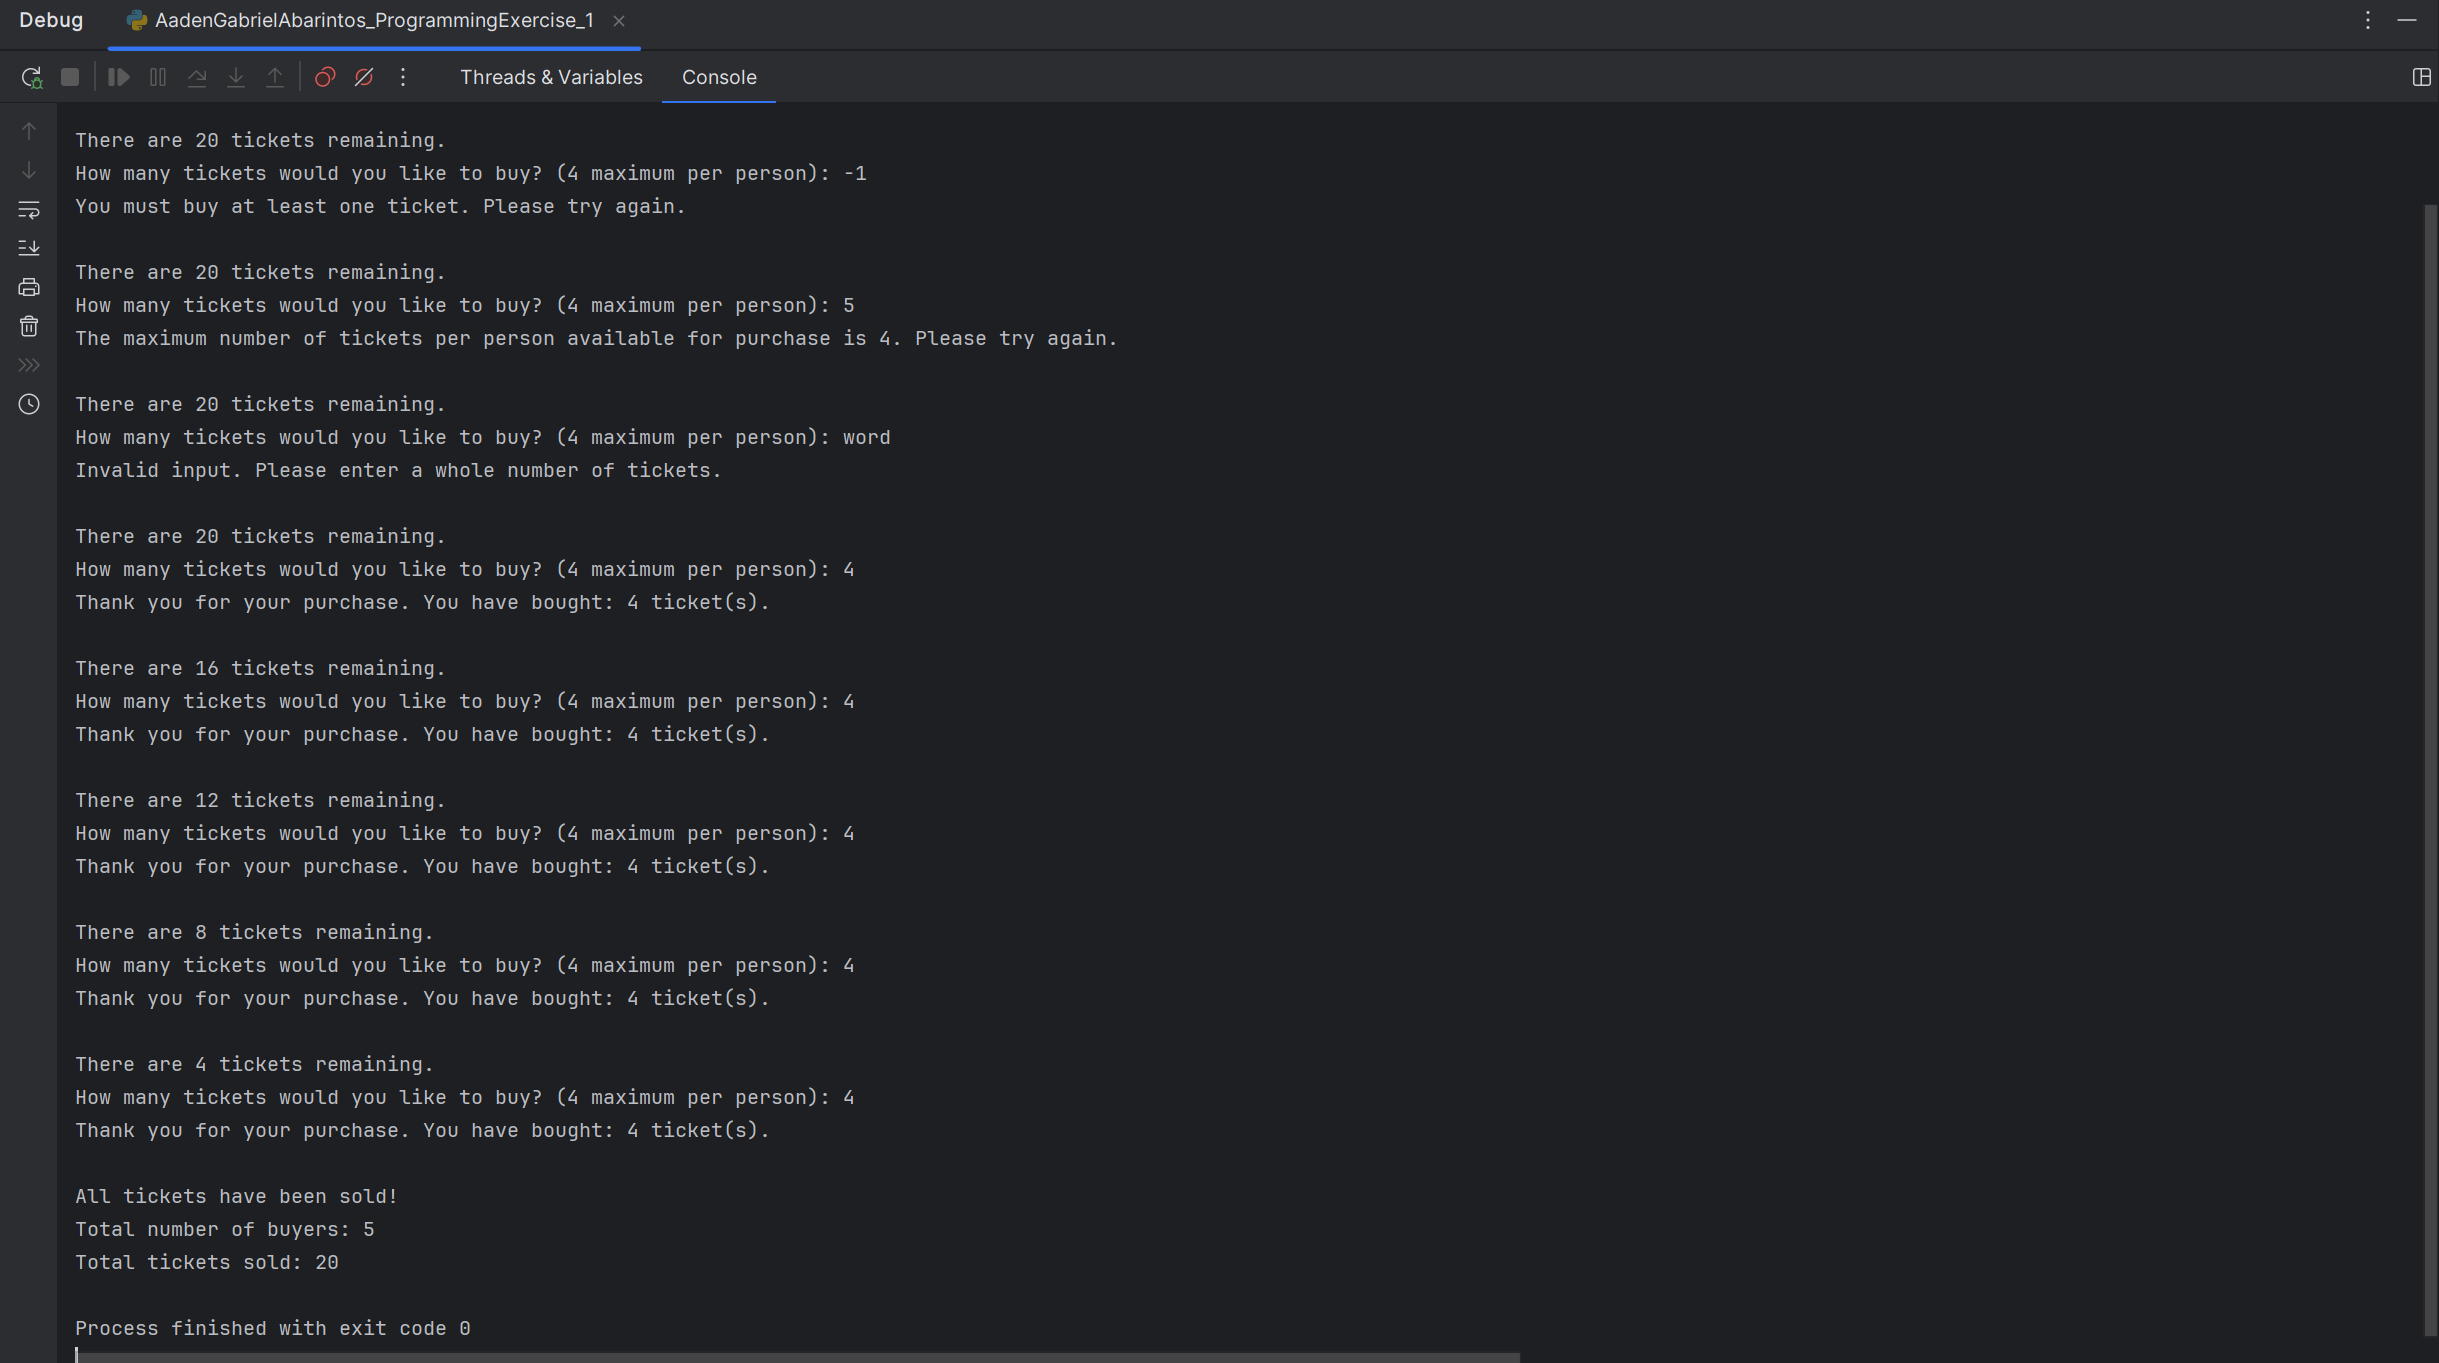 Debug
AadenGabrielAbarintos_ProgrammingExercise_1
Threads & Variables
Console
There are 20 tickets remaining.
How many tickets would you like to buy? (4 maximum per person): -1
You must buy at least one ticket. Please try again.
There are 20 tickets remaining.
How many tickets would you like to buy? (4 maximum per person): 5
The maximum number of tickets per person available for purchase is 4. Please try again.
There are 20 tickets remaining.
How many tickets would you like to buy? (4 maximum per person): word
Invalid input. Please enter a whole number of tickets.
There are 20 tickets remaining.
How many tickets would you like to buy? (4 maximum per person): 4
Thank you for your purchase. You have bought: 4 ticket(s).
There are 16 tickets remaining.
How many tickets would you like to buy? (4 maximum per person): 4
Thank you for your purchase. You have bought: 4 ticket(s).
There are 12 tickets remaining.
How many tickets would you like to buy? (4 maximum per person): 4
Thank you for your purchase. You have bought: 4 ticket(s).
There are 8 tickets remaining.
How many tickets would you like to buy? (4 maximum per person): 4
Thank you for your purchase. You have bought: 4 ticket(s).
There are 4 tickets remaining.
How many tickets would you like to buy? (4 maximum per person): 4
Thank you for your purchase. You have bought: 4 ticket(s).
All tickets have been sold!
Total number of buyers: 5
Total tickets sold: 20
Process finished with exit code 0